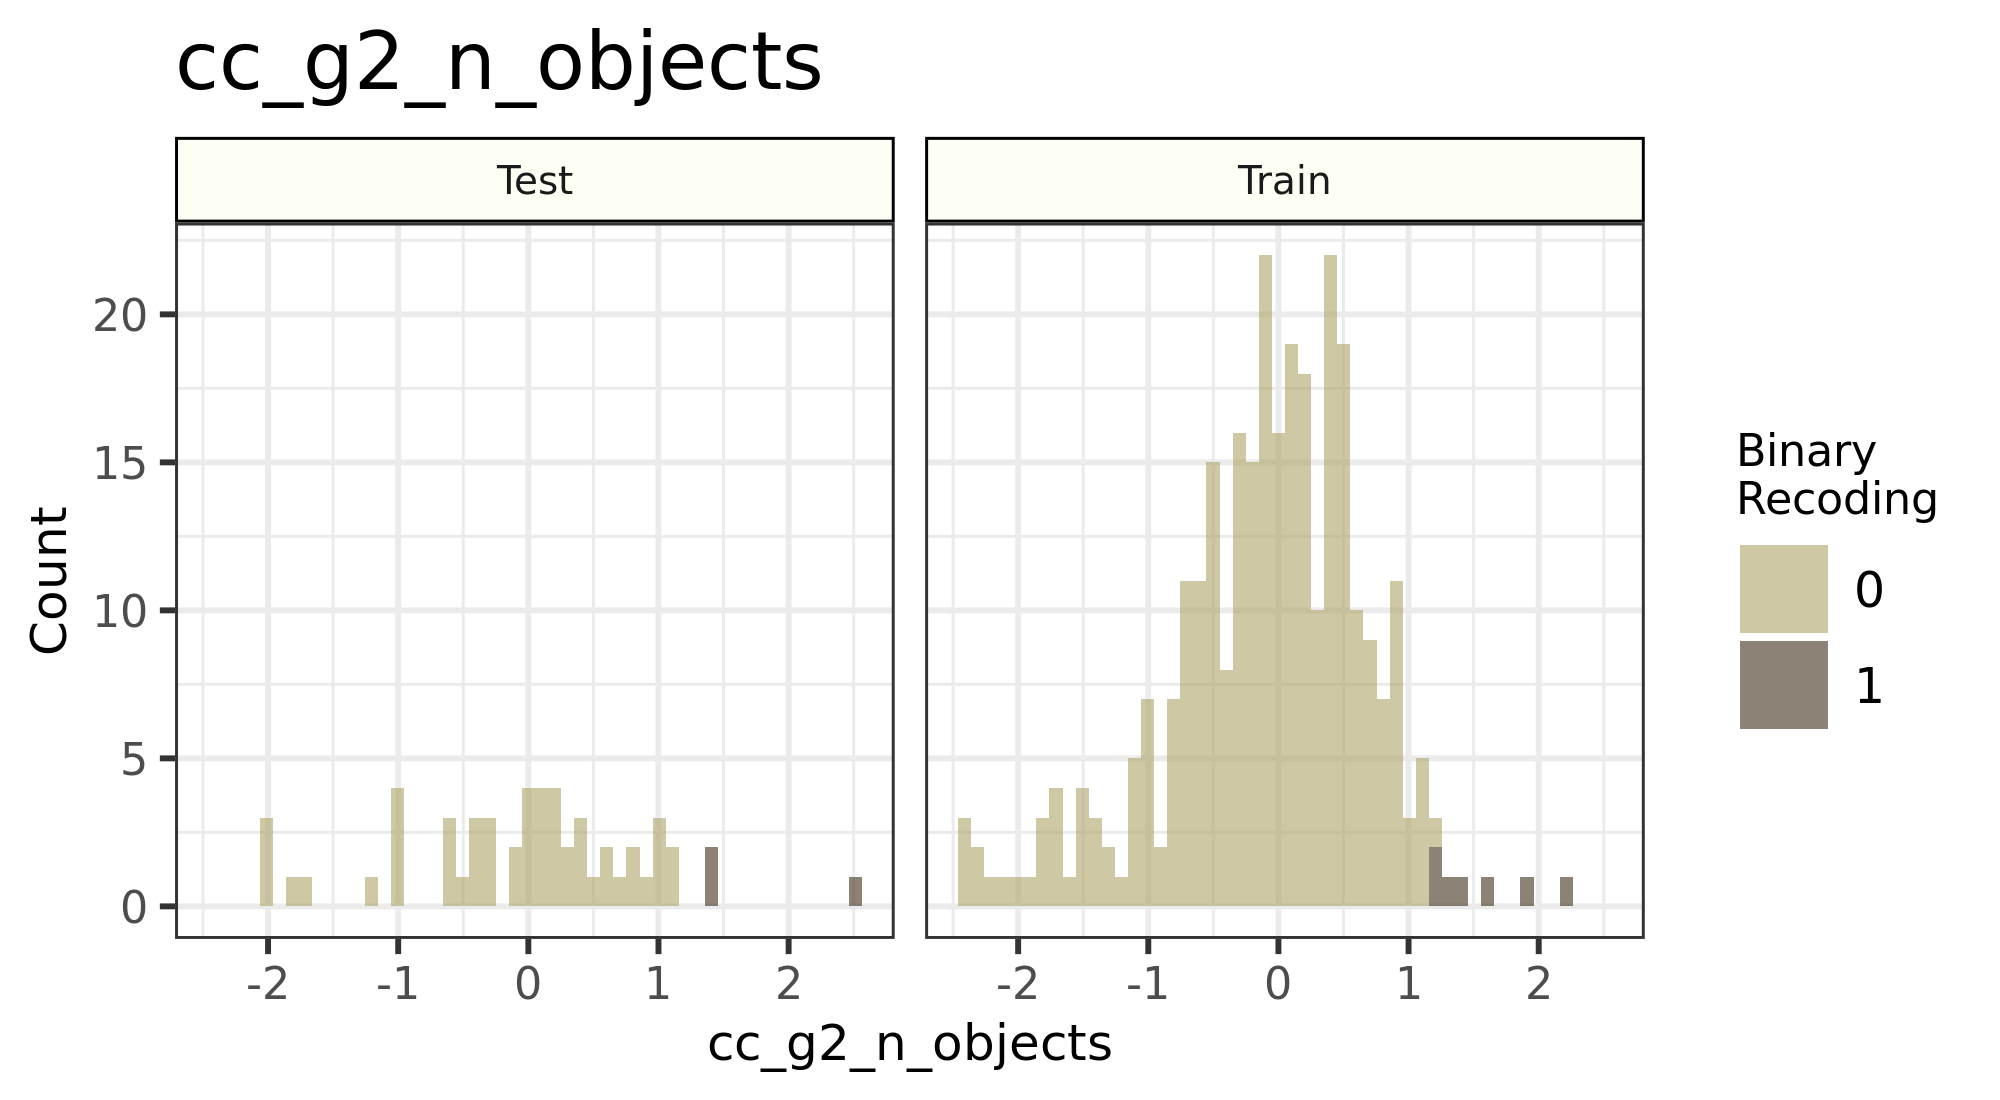 cc_g2_n_objects
Test
Train
20
15
10
5
0
Count
-2 -1 0 1 2
-2 -1 0 1 2
cc_g2_n_objects
Binary
Recoding
0
1